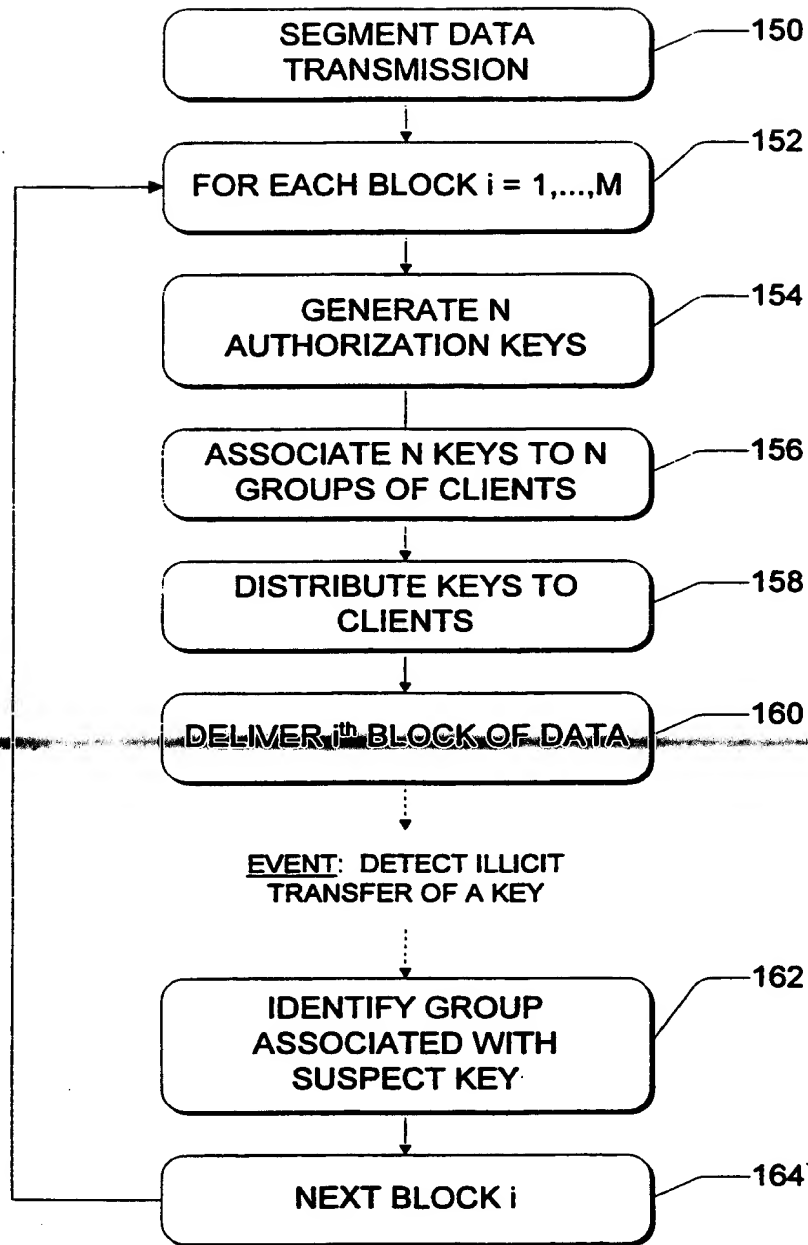 SEGMENT DATA
TRANSMISSION
150
FOR EACH BLOCK i = 1,...,M
152
GENERATE N
AUTHORIZATION KEYS
154
ASSOCIATE N KEYS TO N
GROUPS OF CLIENTS
156
DISTRIBUTE KEYS TO
CLIENTS
158
DELIVER ith BLOCK OF DATA
160
EVENT: DETECT ILLICIT
TRANSFER OF A KEY
IDENTIFY GROUP
ASSOCIATED WITH
SUSPECT KEY
162
NEXT BLOCK i
164